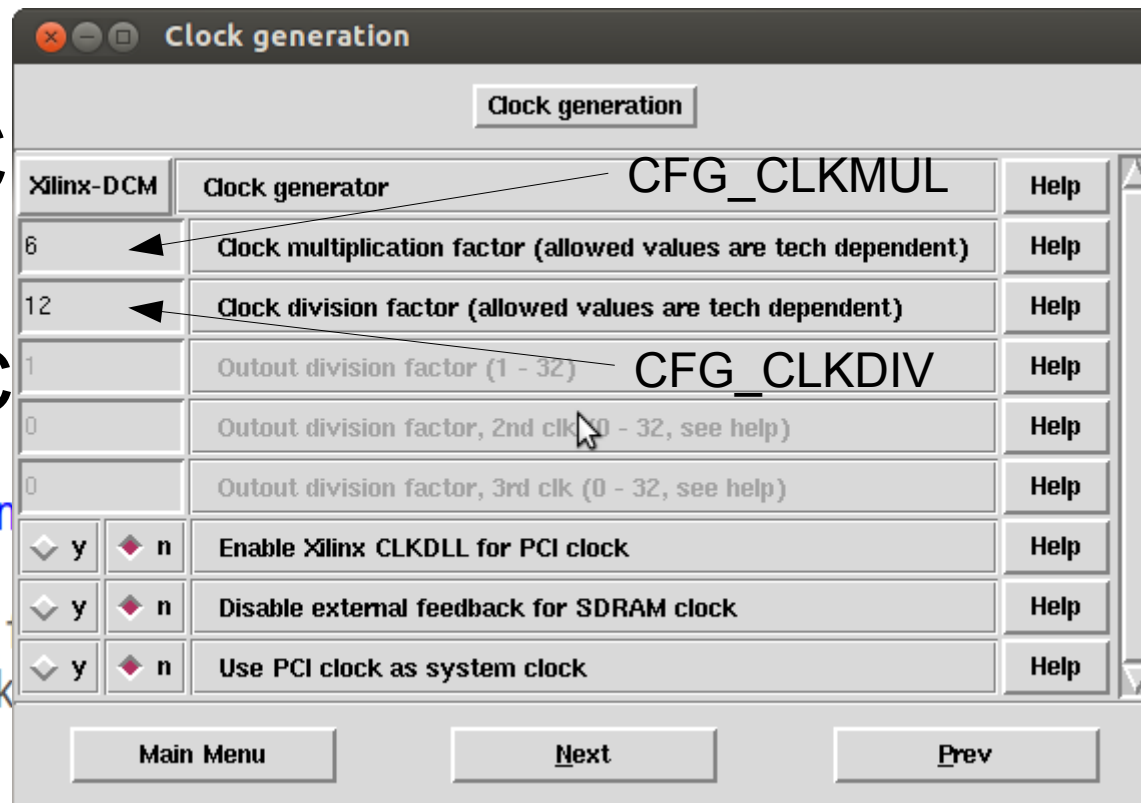 Clock generation
Clock generation
C
Xilinx-DCM Clock generator CFG_CLKMUL Help
6 Clock multiplication factor (allowed values are tech dependent) Help
12 Clock division factor (allowed values are tech dependent) Help
C
1 Outout division factor (1 - 32) CFG_CLKDIV Help
0 Outout division factor, 2nd clk (0 - 32, see help) Help
0 Outout division factor, 3rd clk (0 - 32, see help) Help
y n Enable Xilinx CLKDLL for PCI clock Help
y n Disable external feedback for SDRAM clock Help
y n Use PCI clock as system clock Help
k
Main Menu Next Prev